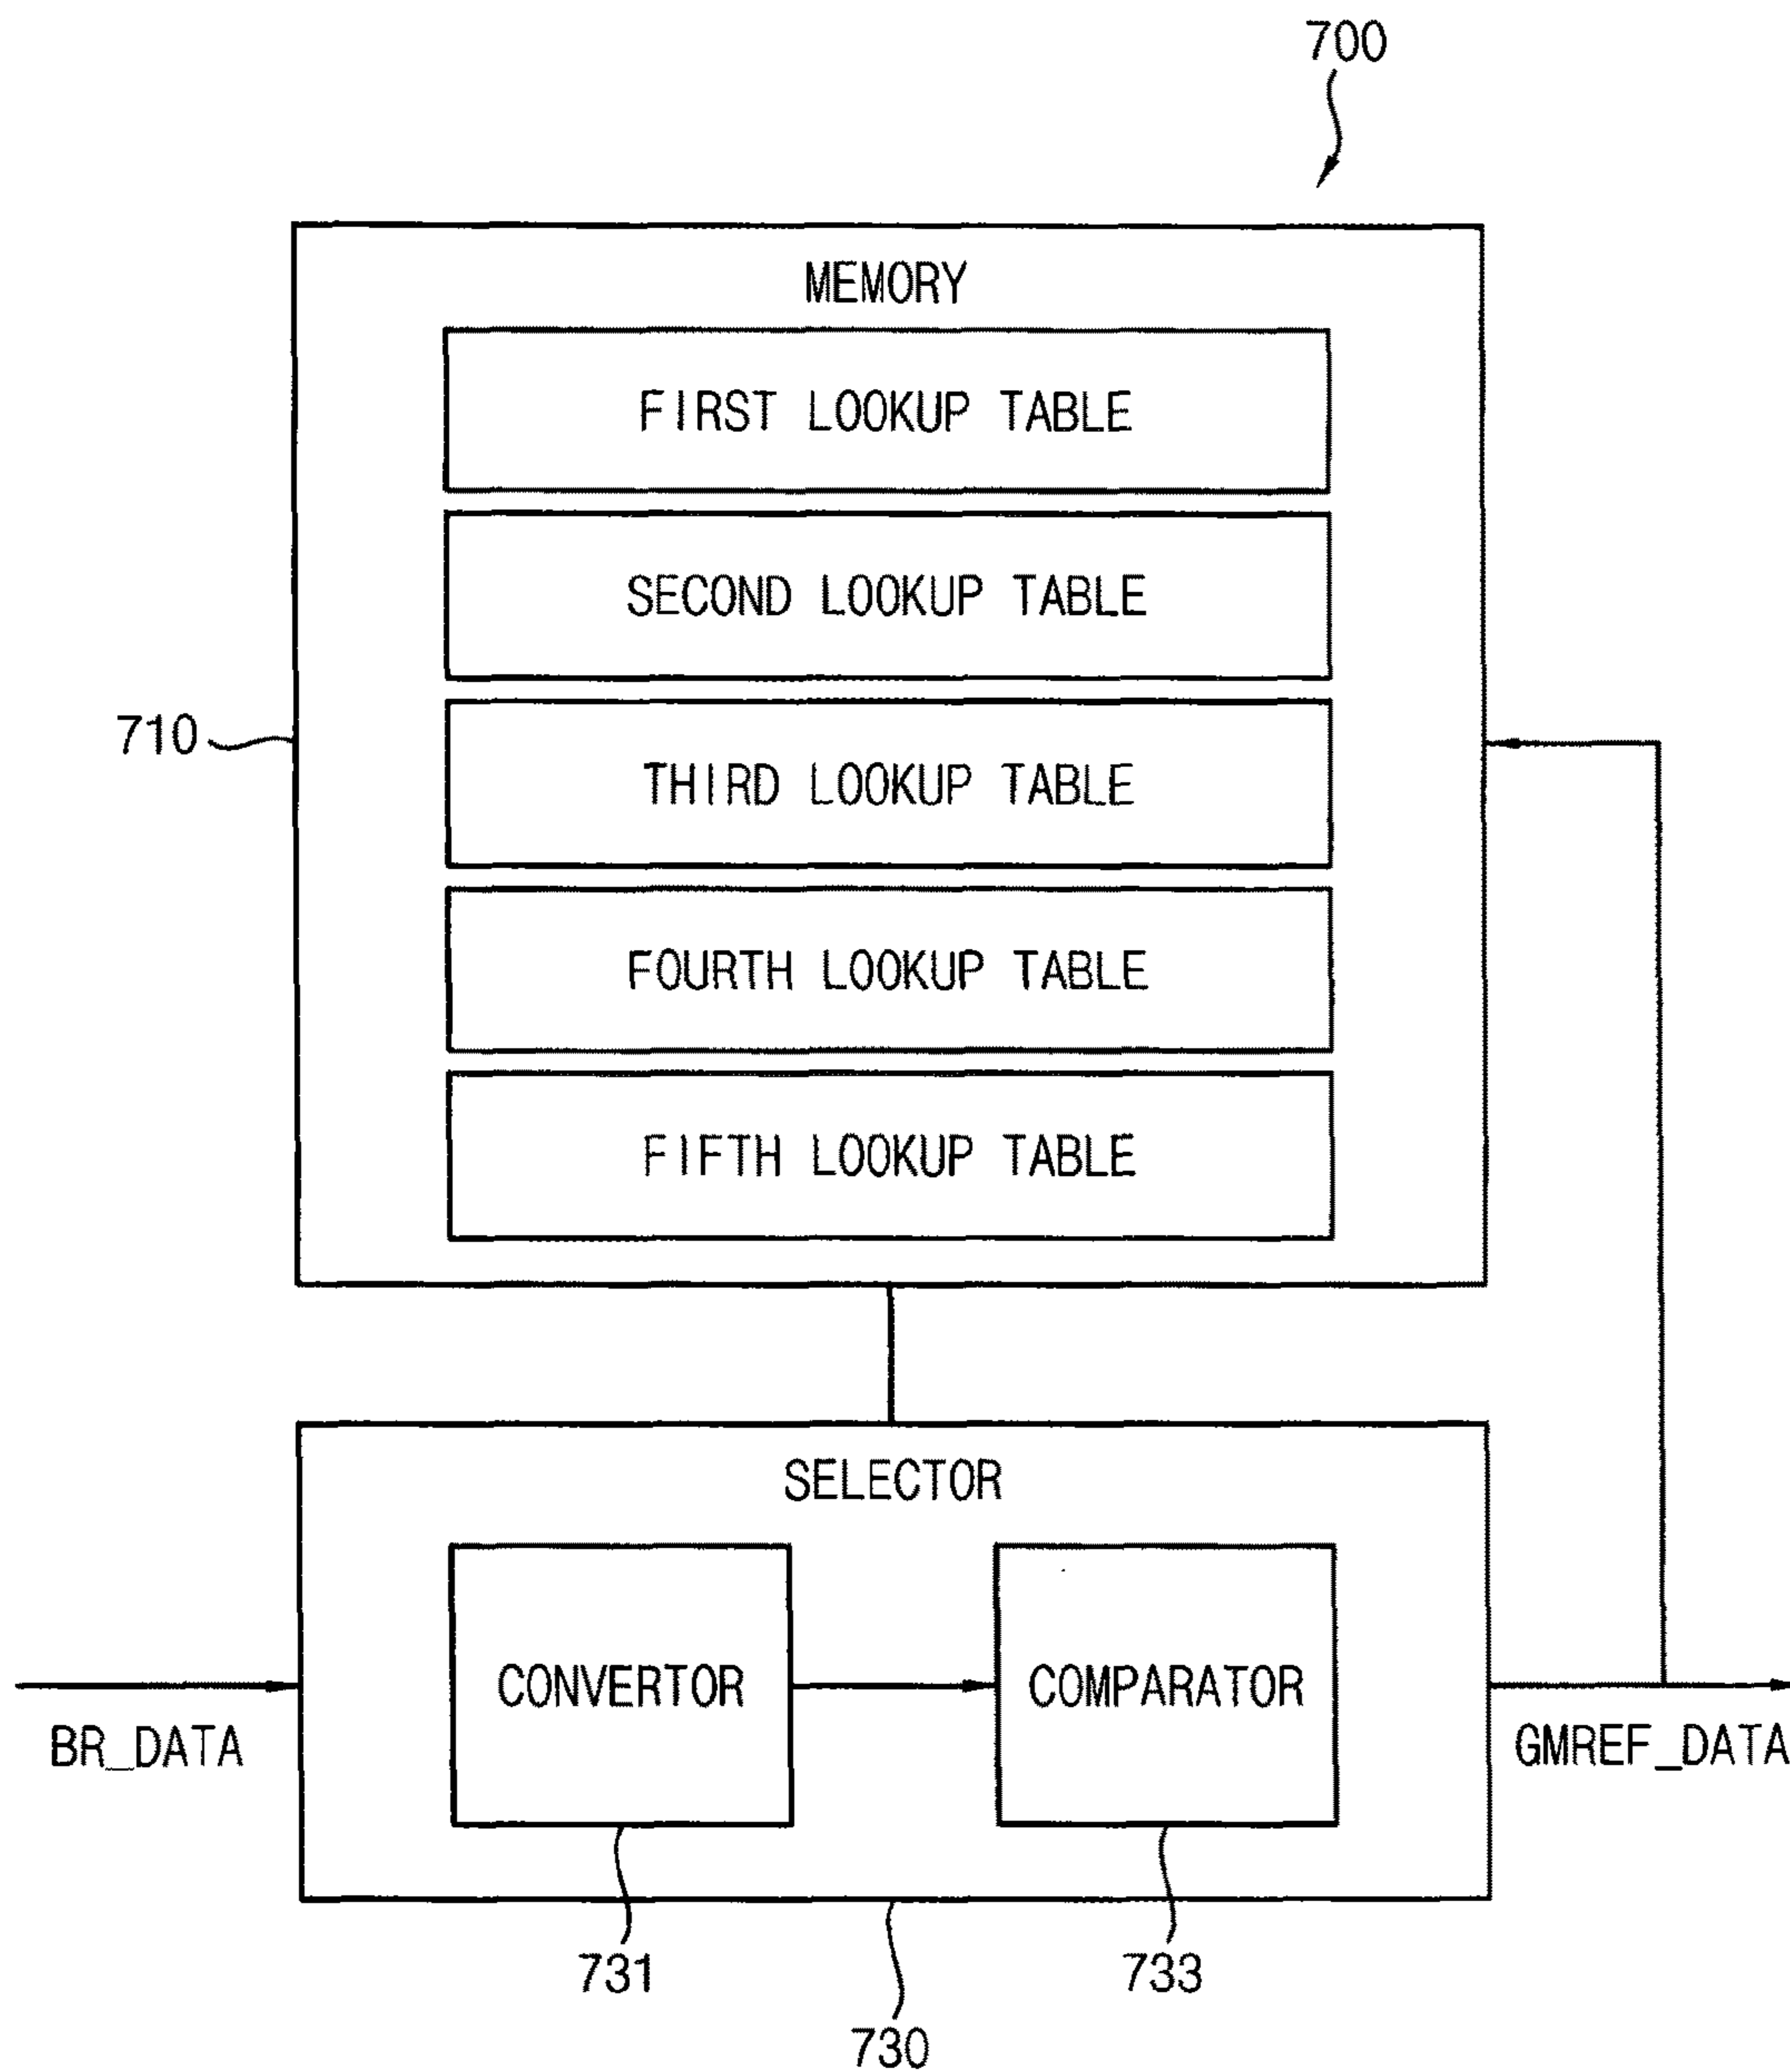 700
MEMORY
FIRST LOOKUP TABLE
SECOND LOOKUP TABLE
710
THIRD LOOKUP TABLE
FOURTH LOOKUP TABLE
FIFTH LOOKUP TABLE
SELECTOR
CONVERTOR
COMPARATOR
BR_DATA
GMREF_DATA
731
733
730